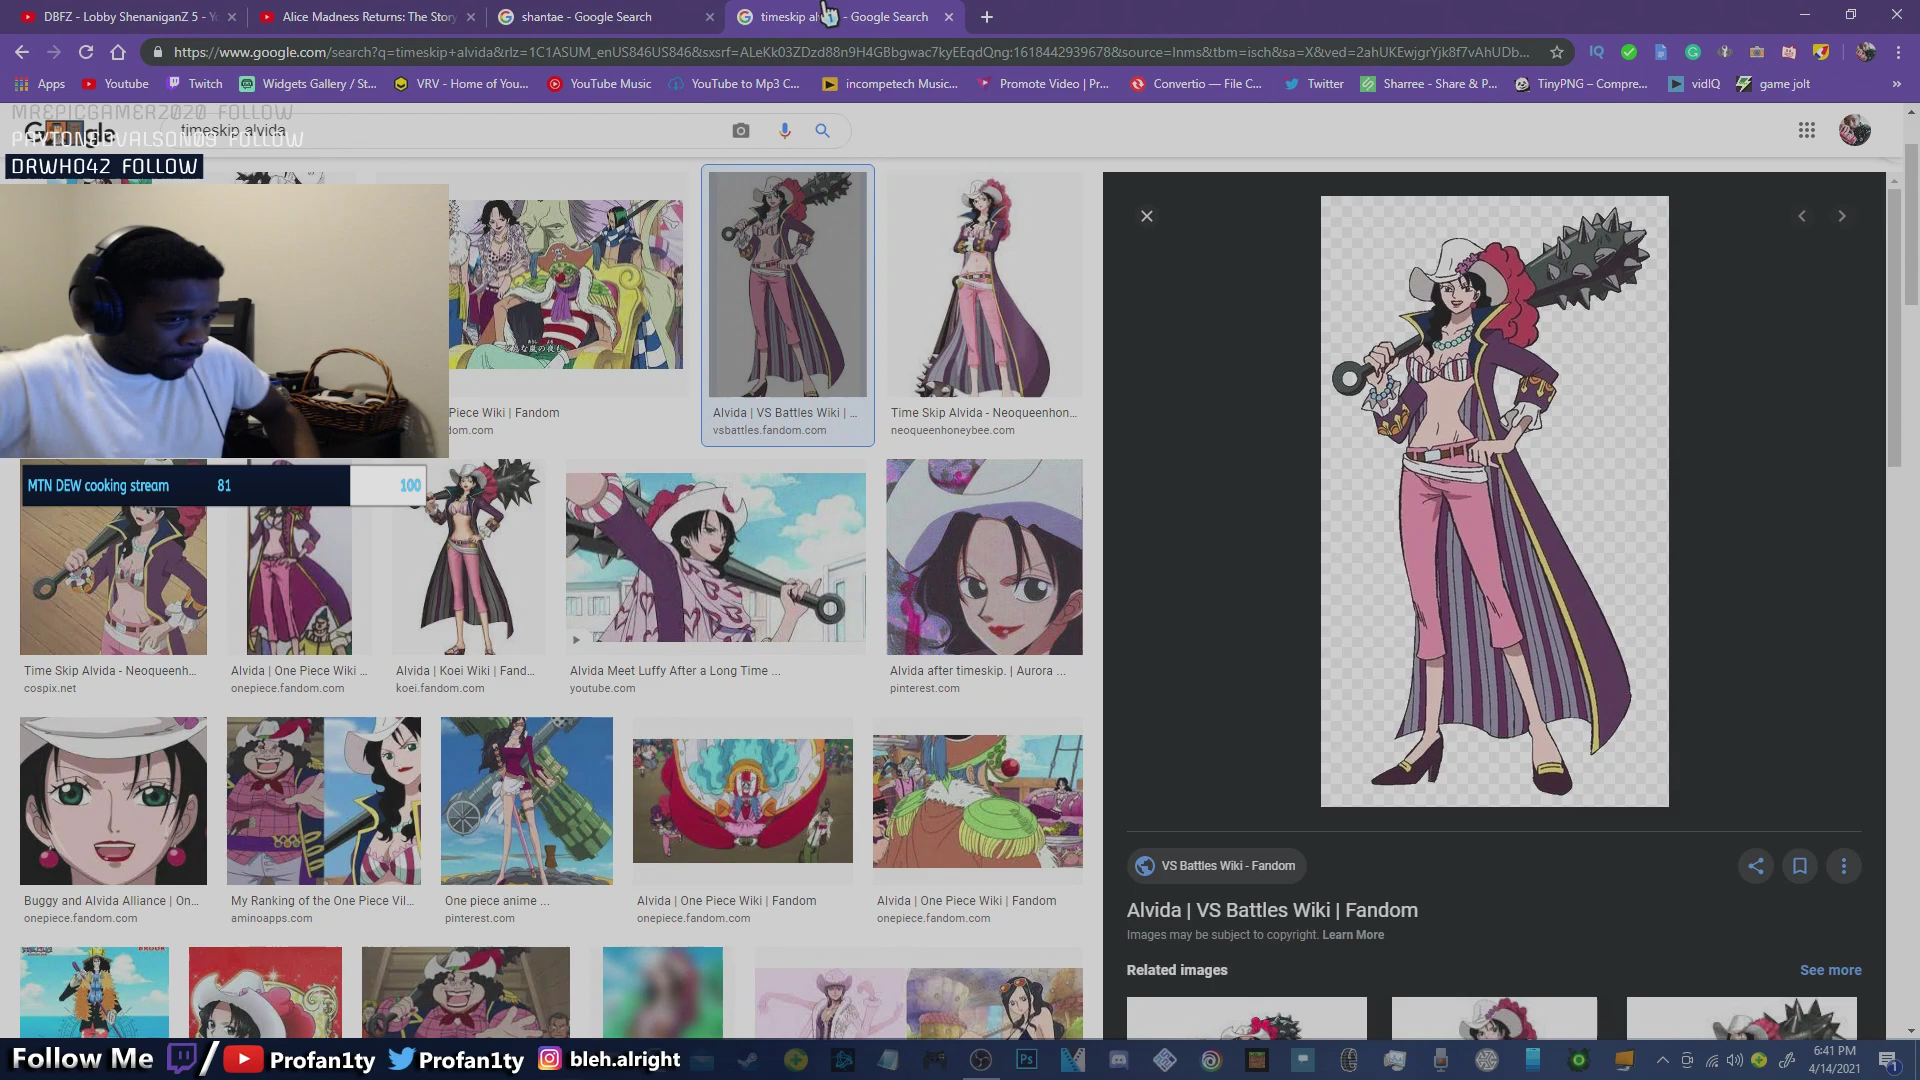 DBFZ - Lobby ShenaniganZ 5 - Y
Alice Madness Returns: The Story
shantae - Google Search
timeskip al - Google Search
https://www.google.com/search?q=timeskip+alvida&rlz=1C1ASUM_enUS846US846&sxsrf=ALeKk03ZDzd88n9H4GBbgwac7kyEEqdQng:1618442939678&source=lnms&tbm=isch&sa=X&ved=2ahUKEwjgrYjk8f7vAhUDb...
Apps
Youtube
Twitch
Widgets Gallery / St...
VRV - Home of You...
YouTube Music
YouTube to Mp3 C...
incompetech Music...
Promote Video | Pr...
Convertio — File C...
Twitter
Sharree - Share & P...
TinyPNG – Compre...
vidIQ
game jolt
MREPICGAMER2020 FOLLOW
timeskip alvida
DRWHO42 FOLLOW
Piece Wiki | Fandom
dom.com
Alvida | VS Battles Wiki | ...
vsbattles.fandom.com
Time Skip Alvida - Neoqueenhon...
neoqueenhoneybee.com
MTN DEW cooking stream 81 100
Time Skip Alvida - Neoqueenh...
cospix.net
Alvida | One Piece Wiki ...
onepiece.fandom.com
Alvida | Koei Wiki | Fand...
koei.fandom.com
Alvida Meet Luffy After a Long Time ...
youtube.com
Alvida after timeskip. | Aurora ...
pinterest.com
Buggy and Alvida Alliance | On...
onepiece.fandom.com
My Ranking of the One Piece Vil...
aminoapps.com
One piece anime ...
pinterest.com
Alvida | One Piece Wiki | Fandom
onepiece.fandom.com
Alvida | One Piece Wiki | Fandom
onepiece.fandom.com
BROOK
VS Battles Wiki - Fandom
Alvida | VS Battles Wiki | Fandom
Images may be subject to copyright. Learn More
Related images
See more
Follow Me / Profan1ty Profan1ty bleh.alright
6:41 PM
4/14/2021